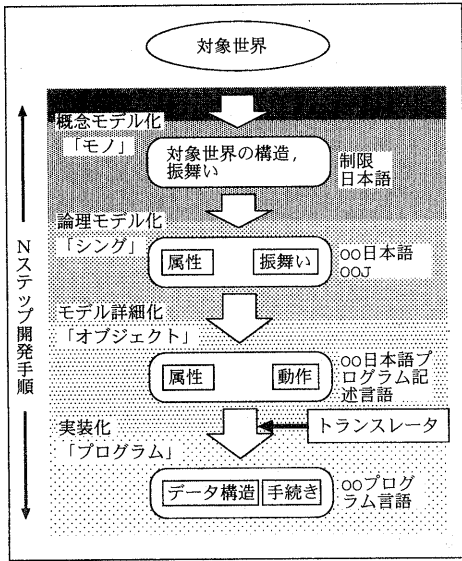 対象世界
概念モデル化
「モノ」
対象世界の構造,
振舞い
制限
日本語
論理モデル化
「シング」
属性
振舞い
OO日本語
OOJ
Nステップ開発手順
モデル詳細化
「オブジェクト」
属性
動作
OO日本語プ
ログラム記
述言語
実装化
「プログラム」
トランスレータ
データ構造
手続き
OOプログ
ラム言語